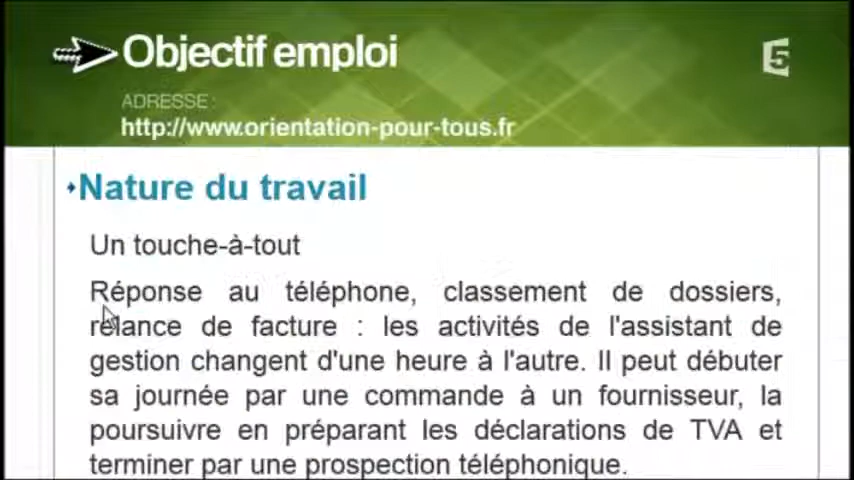 Objectif emploi
5
ADRESSE :
http://www.orientation-pour-tous.fr
Nature du travail
Un touche-à-tout
Réponse au téléphone, classement de dossiers,
relance de facture : les activités de l'assistant de
gestion changent d'une heure à l'autre. Il peut débuter
sa journée par une commande à un fournisseur, la
poursuivre en préparant les déclarations de TVA et
terminer par une prospection téléphonique.